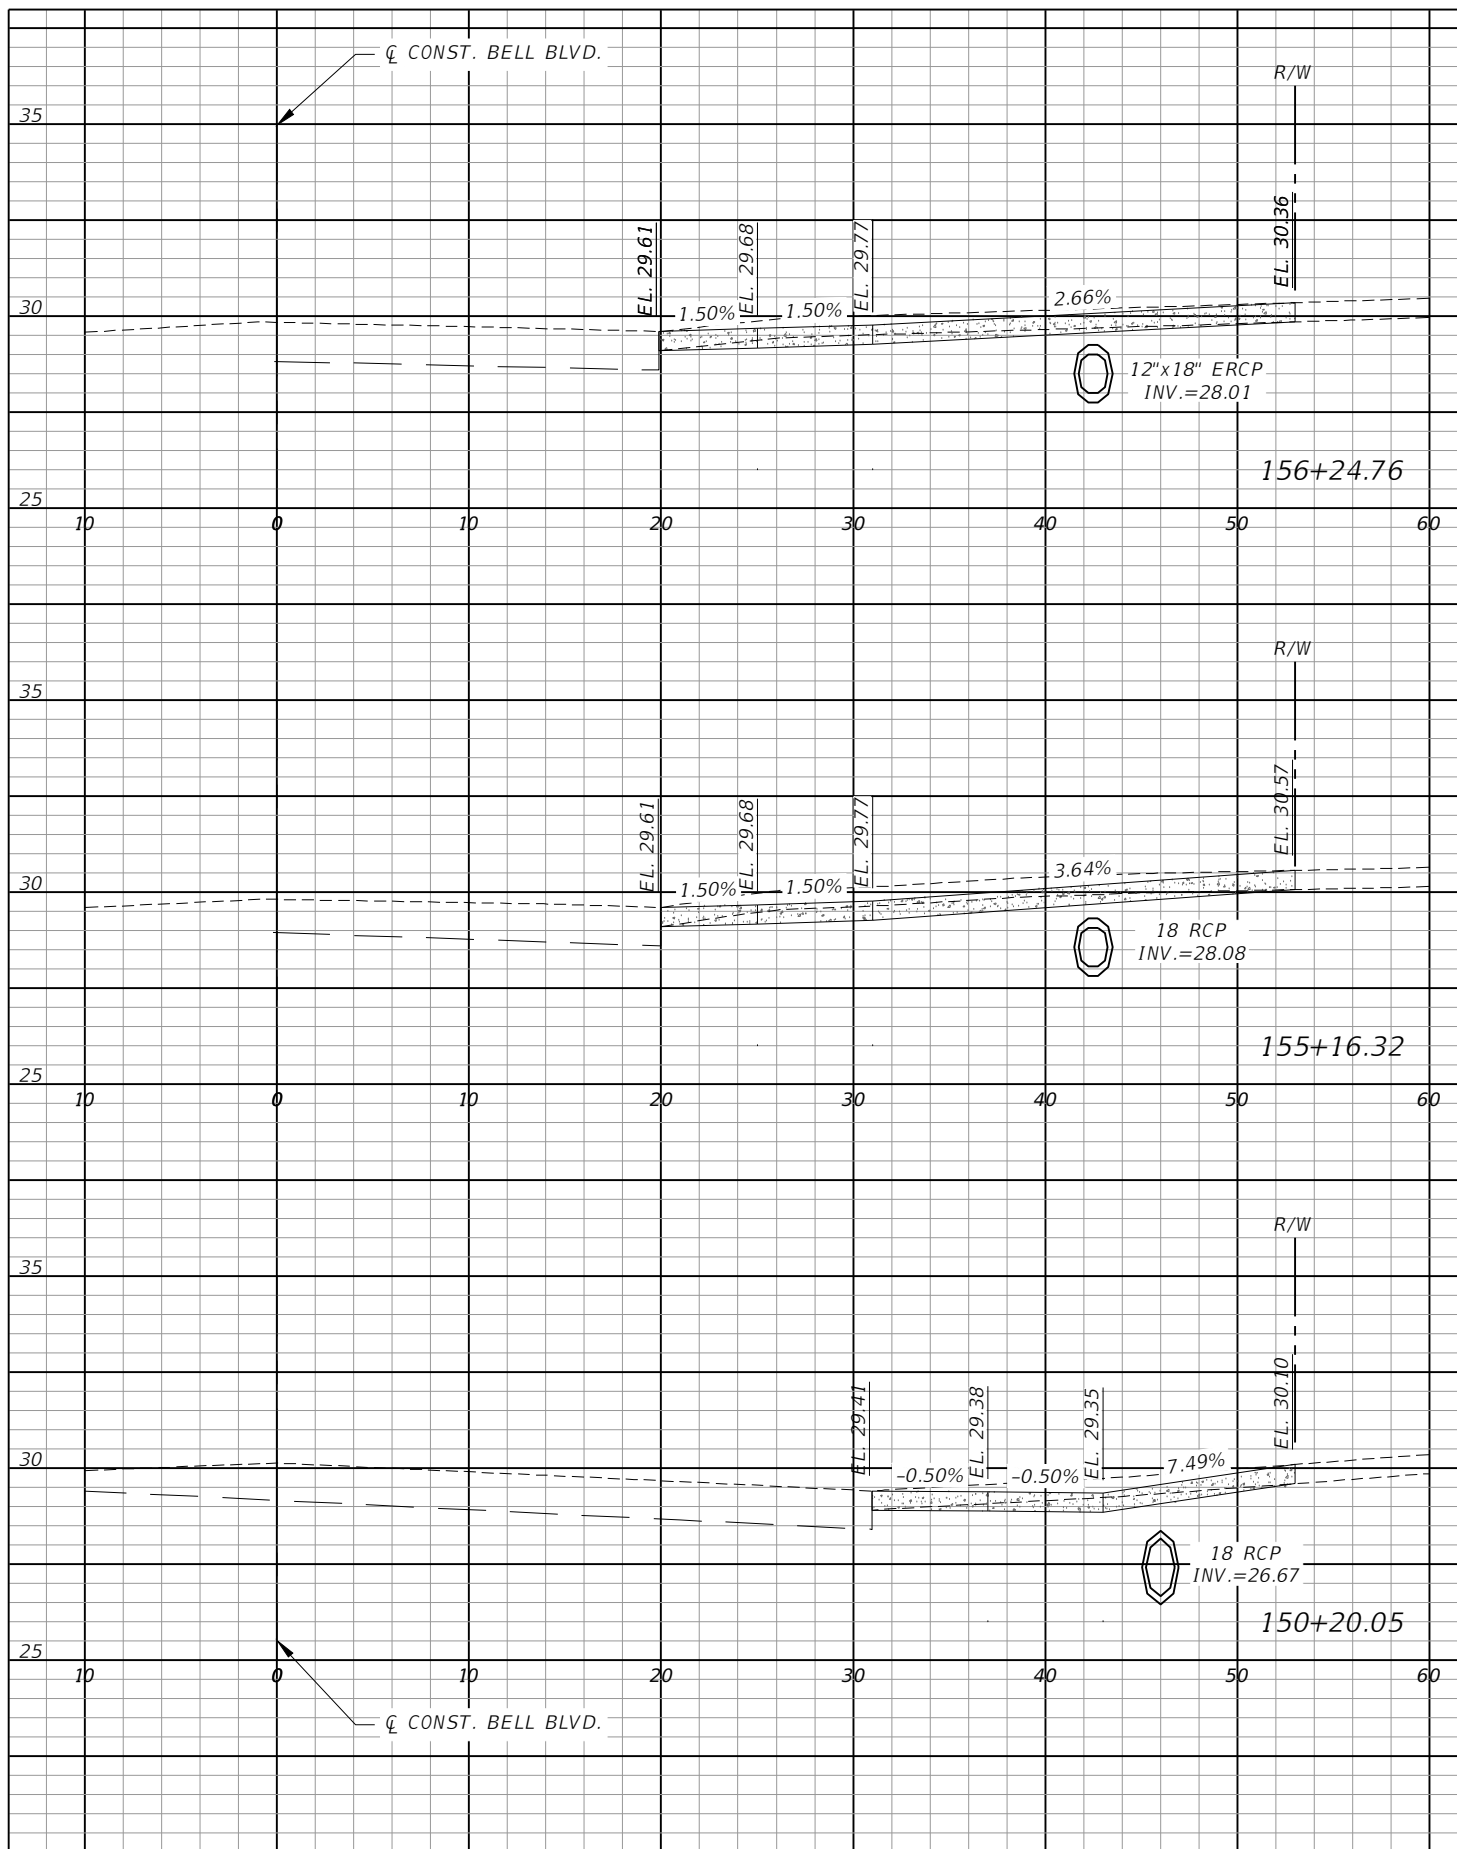 ℄ CONST. BELL BLVD.
R/W
35
EL. 29.61
EL. 29.68
EL. 29.77
EL. 30.36
30
1.50%
1.50%
2.66%
12"x18" ERCP
INV.=28.01
156+24.76
25
10
0
10
20
30
40
50
60
R/W
35
EL. 29.61
EL. 29.68
EL. 29.77
EL. 30.57
30
1.50%
1.50%
3.64%
18 RCP
INV.=28.08
155+16.32
25
10
0
10
20
30
40
50
60
R/W
35
EL. 29.41
EL. 29.38
EL. 29.35
EL. 30.10
30
-0.50%
-0.50%
7.49%
18 RCP
INV.=26.67
150+20.05
25
10
0
10
20
30
40
50
60
℄ CONST. BELL BLVD.